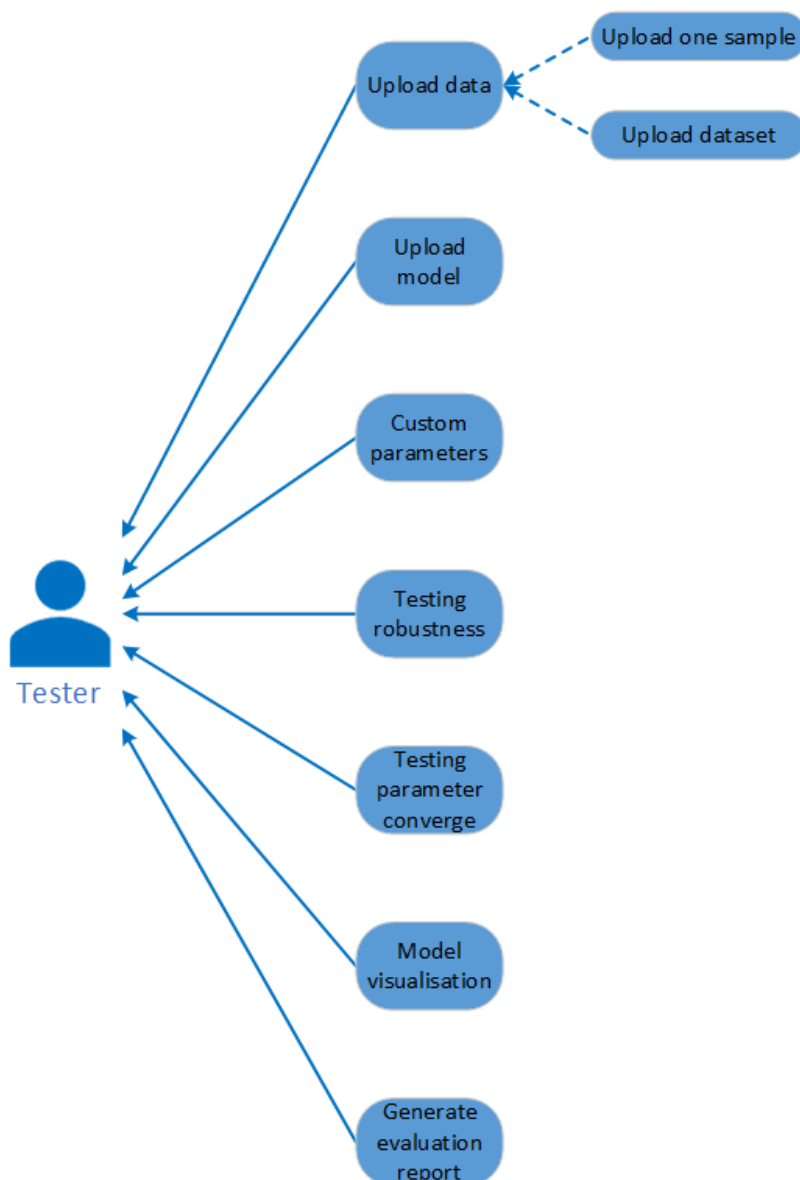 Upload one sample
Upload data
Upload dataset
Upload
model
Custom
parameters
Testing
robustness
Tester
Testing
parameter
converge
Model
visualisation
Generate
evaluation
report